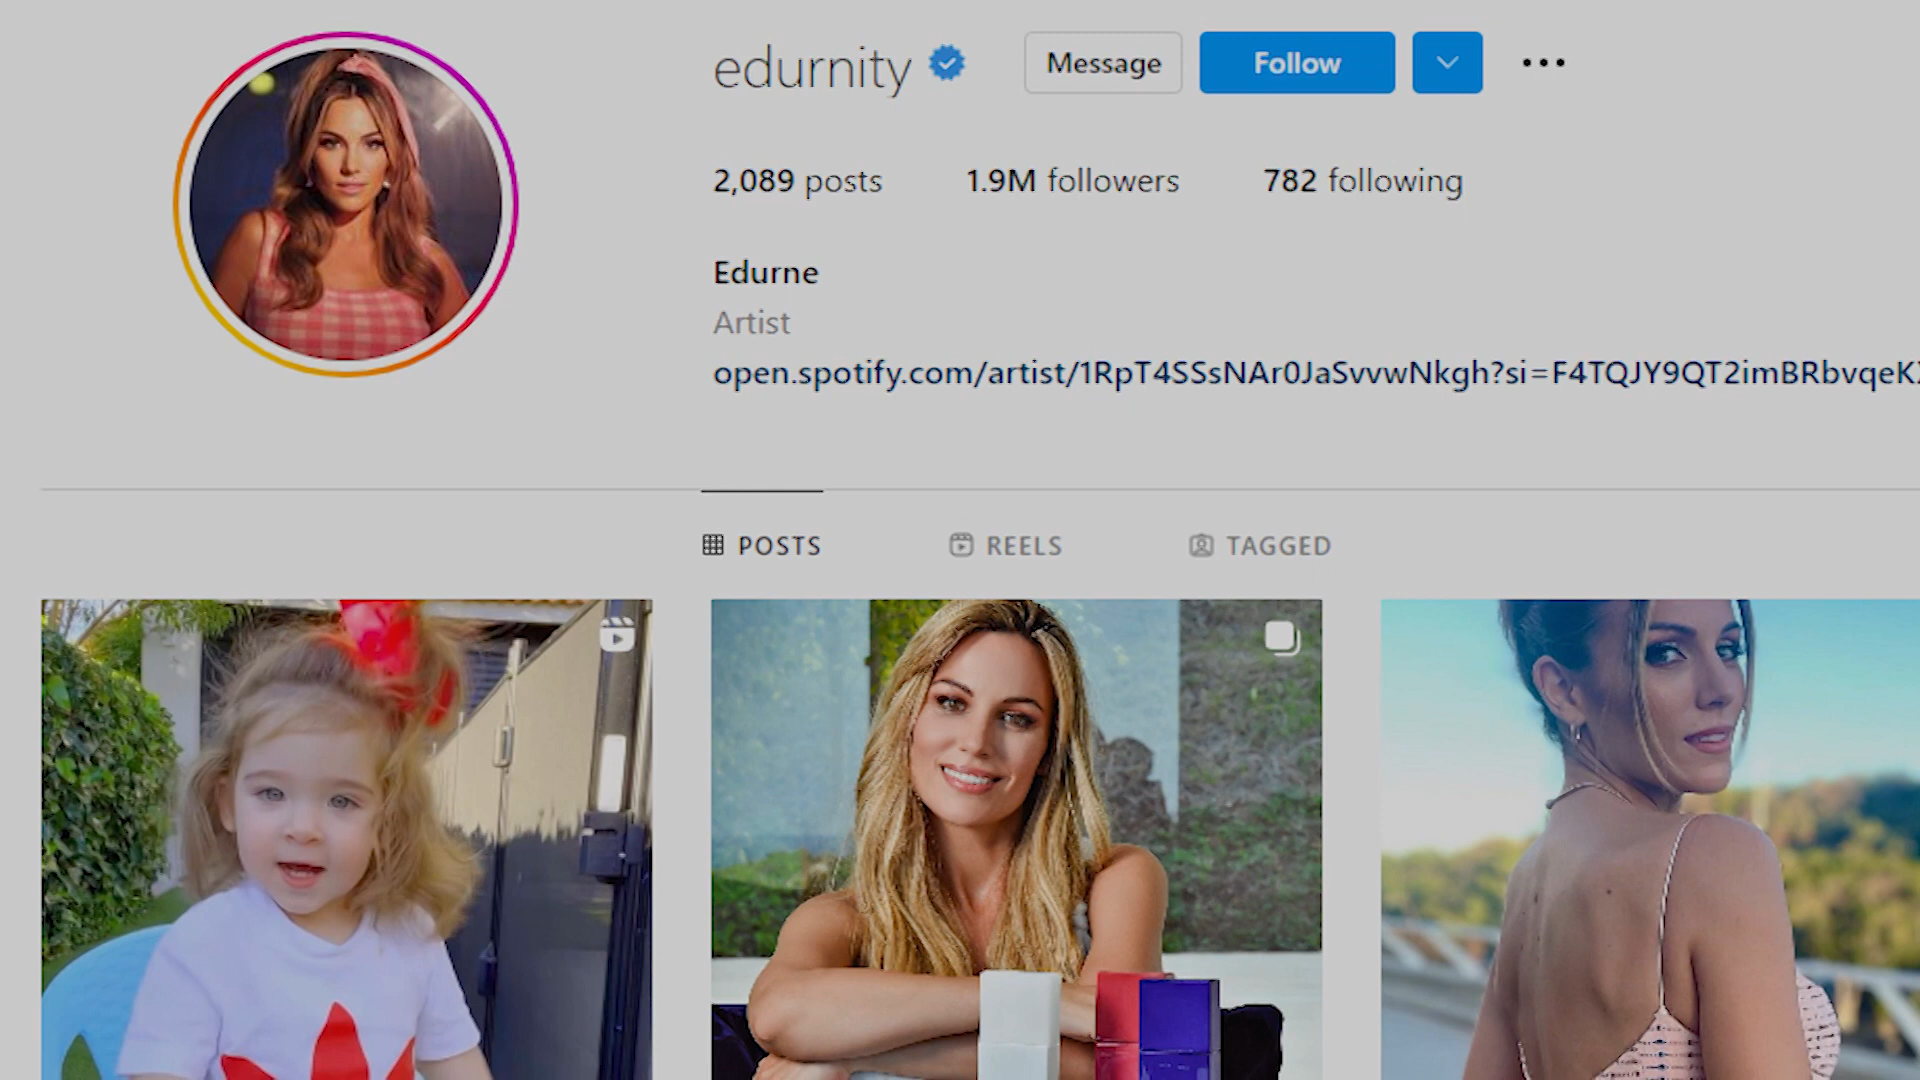 edurnity Message Follow
2,089 posts 1.9M followers 782 following
Edurne
Artist
open.spotify.com/artist/1RpT4SSsNAr0JaSvvwNkgh?si=F4TQJY9QT2imBRbvqeK
POSTS REELS TAGGED